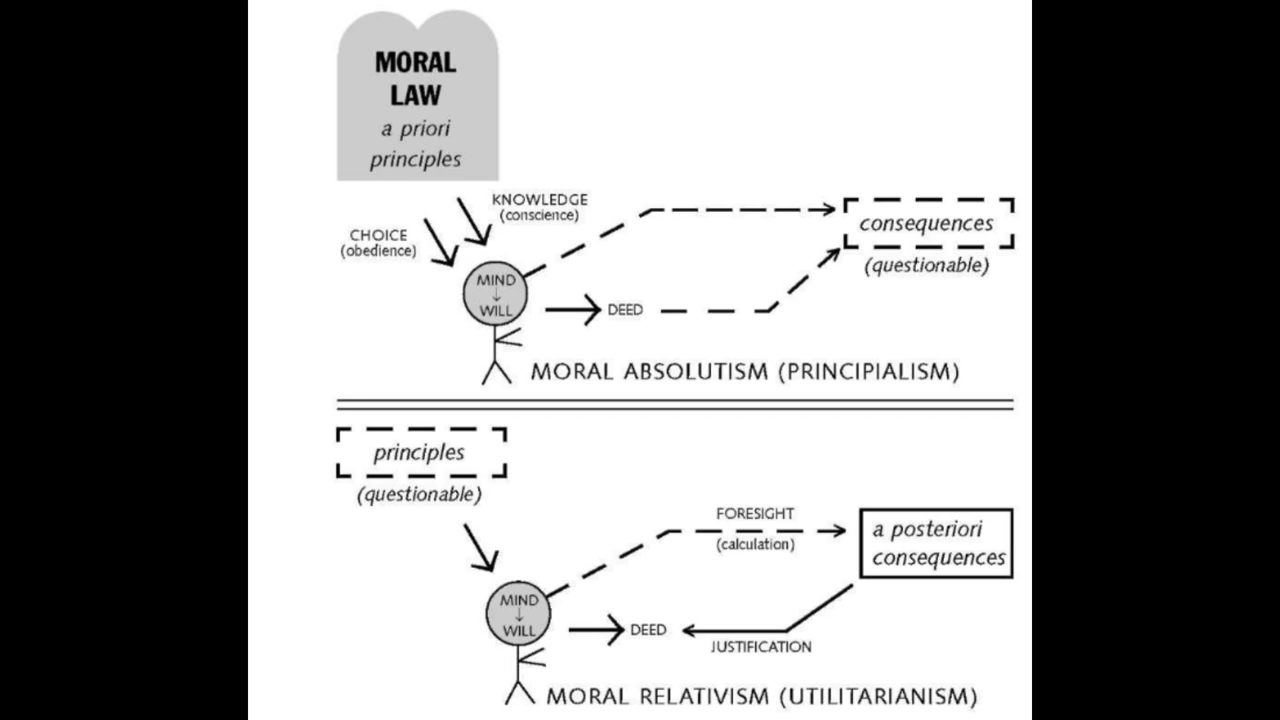 MORAL
LAW
a priori
principles
KNOWLEDGE
(conscience)
CHOICE
(obedience)
consequences
(questionable)
MIND
↓
WILL
DEED
MORAL ABSOLUTISM (PRINCIPIALISM)
principles
(questionable)
FORESIGHT
(calculation)
a posteriori
consequences
MIND
↓
WILL
DEED
JUSTIFICATION
MORAL RELATIVISM (UTILITARIANISM)